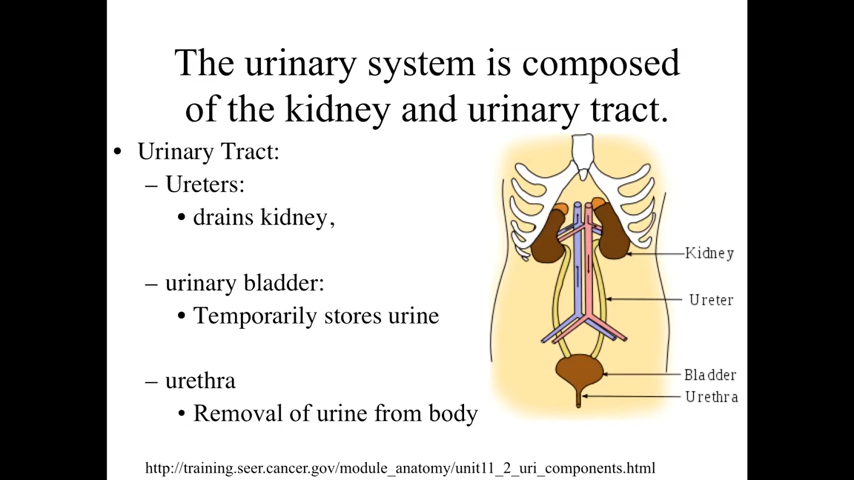 The urinary system is composed
of the kidney and urinary tract.
• Urinary Tract:
– Ureters:
• drains kidney,
– urinary bladder:
• Temporarily stores urine
– urethra
• Removal of urine from body
Kidney
Ureter
Bladder
Urethra
http://training.seer.cancer.gov/module_anatomy/unit11_2_uri_components.html